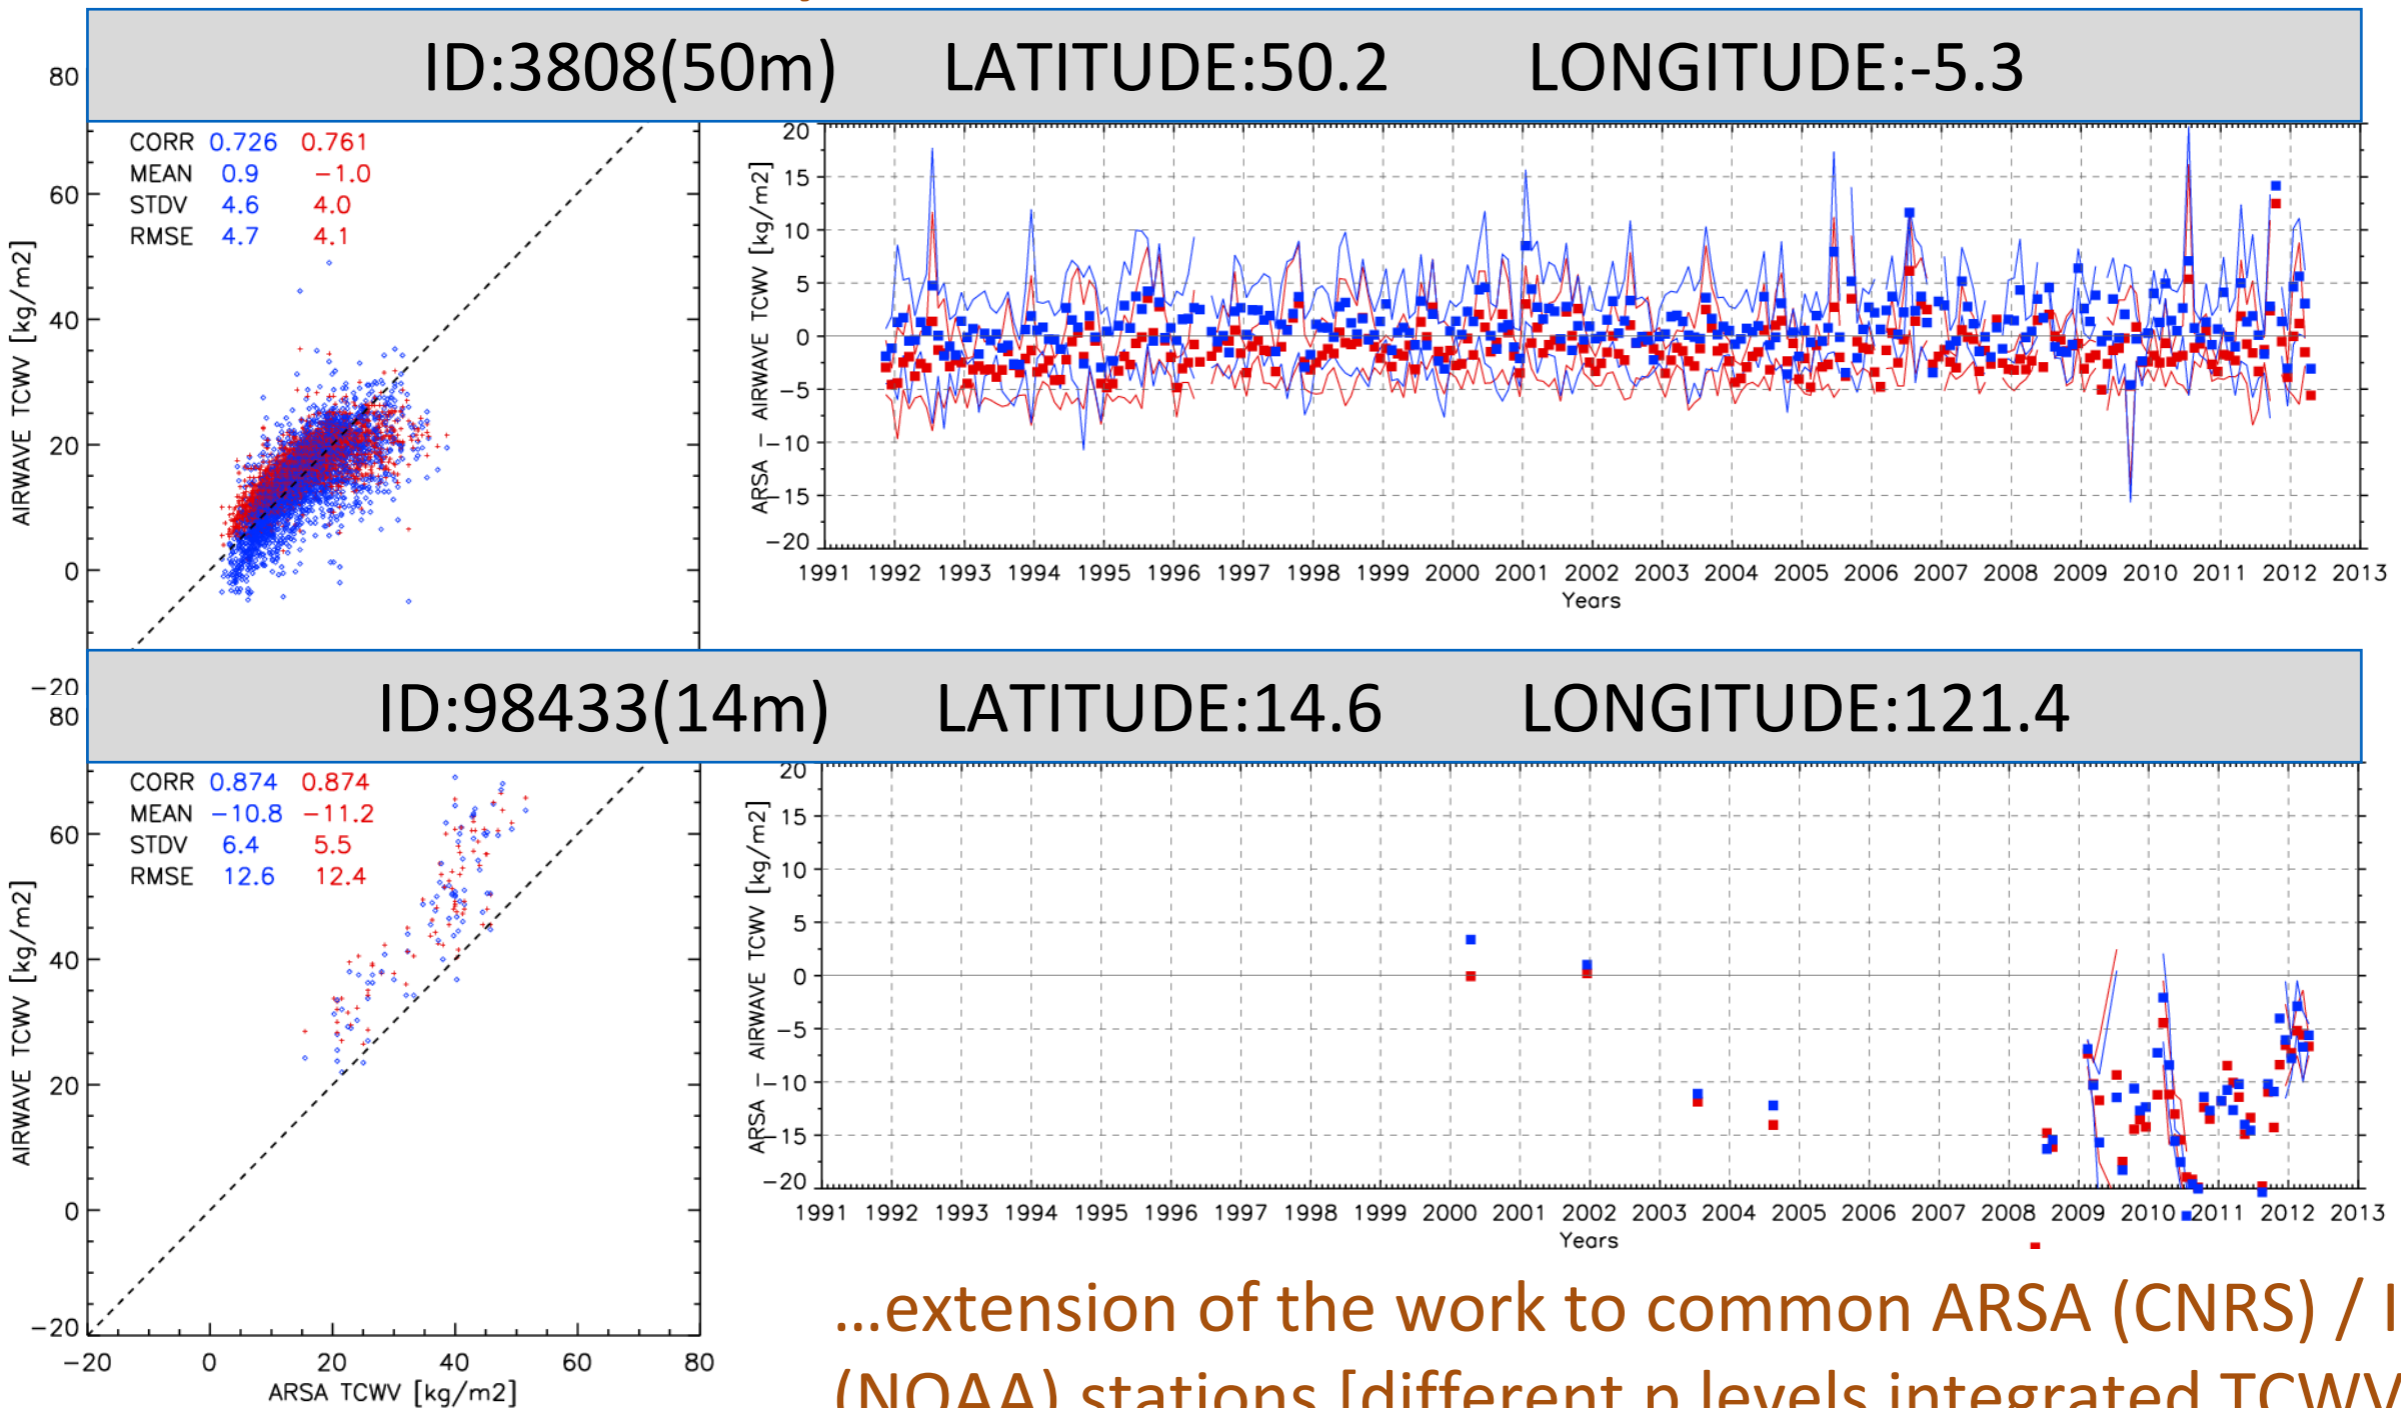 ID:3808(50m) LATITUDE:50.2 LONGITUDE:-5.3
80
60
40
20
0
−20
AIRWAVE TCWV [kg/m2]
CORR 0.726 0.761
MEAN 0.9 −1.0
STDV 4.6 4.0
RMSE 4.7 4.1
20
15
10
5
0
−5
−10
−15
−20
ARSA − AIRWAVE TCWV [kg/m2]
1991 1992 1993 1994 1995 1996 1997 1998 1999 2000 2001 2002 2003 2004 2005 2006 2007 2008 2009 2010 2011 2012 2013
Years
ID:98433(14m) LATITUDE:14.6 LONGITUDE:121.4
80
60
40
20
0
−20
AIRWAVE TCWV [kg/m2]
CORR 0.874 0.874
MEAN −10.8 −11.2
STDV 6.4 5.5
RMSE 12.6 12.4
−20 0 20 40 60 80
ARSA TCWV [kg/m2]
20
15
10
5
0
−5
−10
−15
−20
ARSA − AIRWAVE TCWV [kg/m2]
1991 1992 1993 1994 1995 1996 1997 1998 1999 2000 2001 2002 2003 2004 2005 2006 2007 2008 2009 2010 2011 2012 2013
Years
...extension of the work to common ARSA (CNRS) /
(NOAA) stations [different p levels integrated TCWV